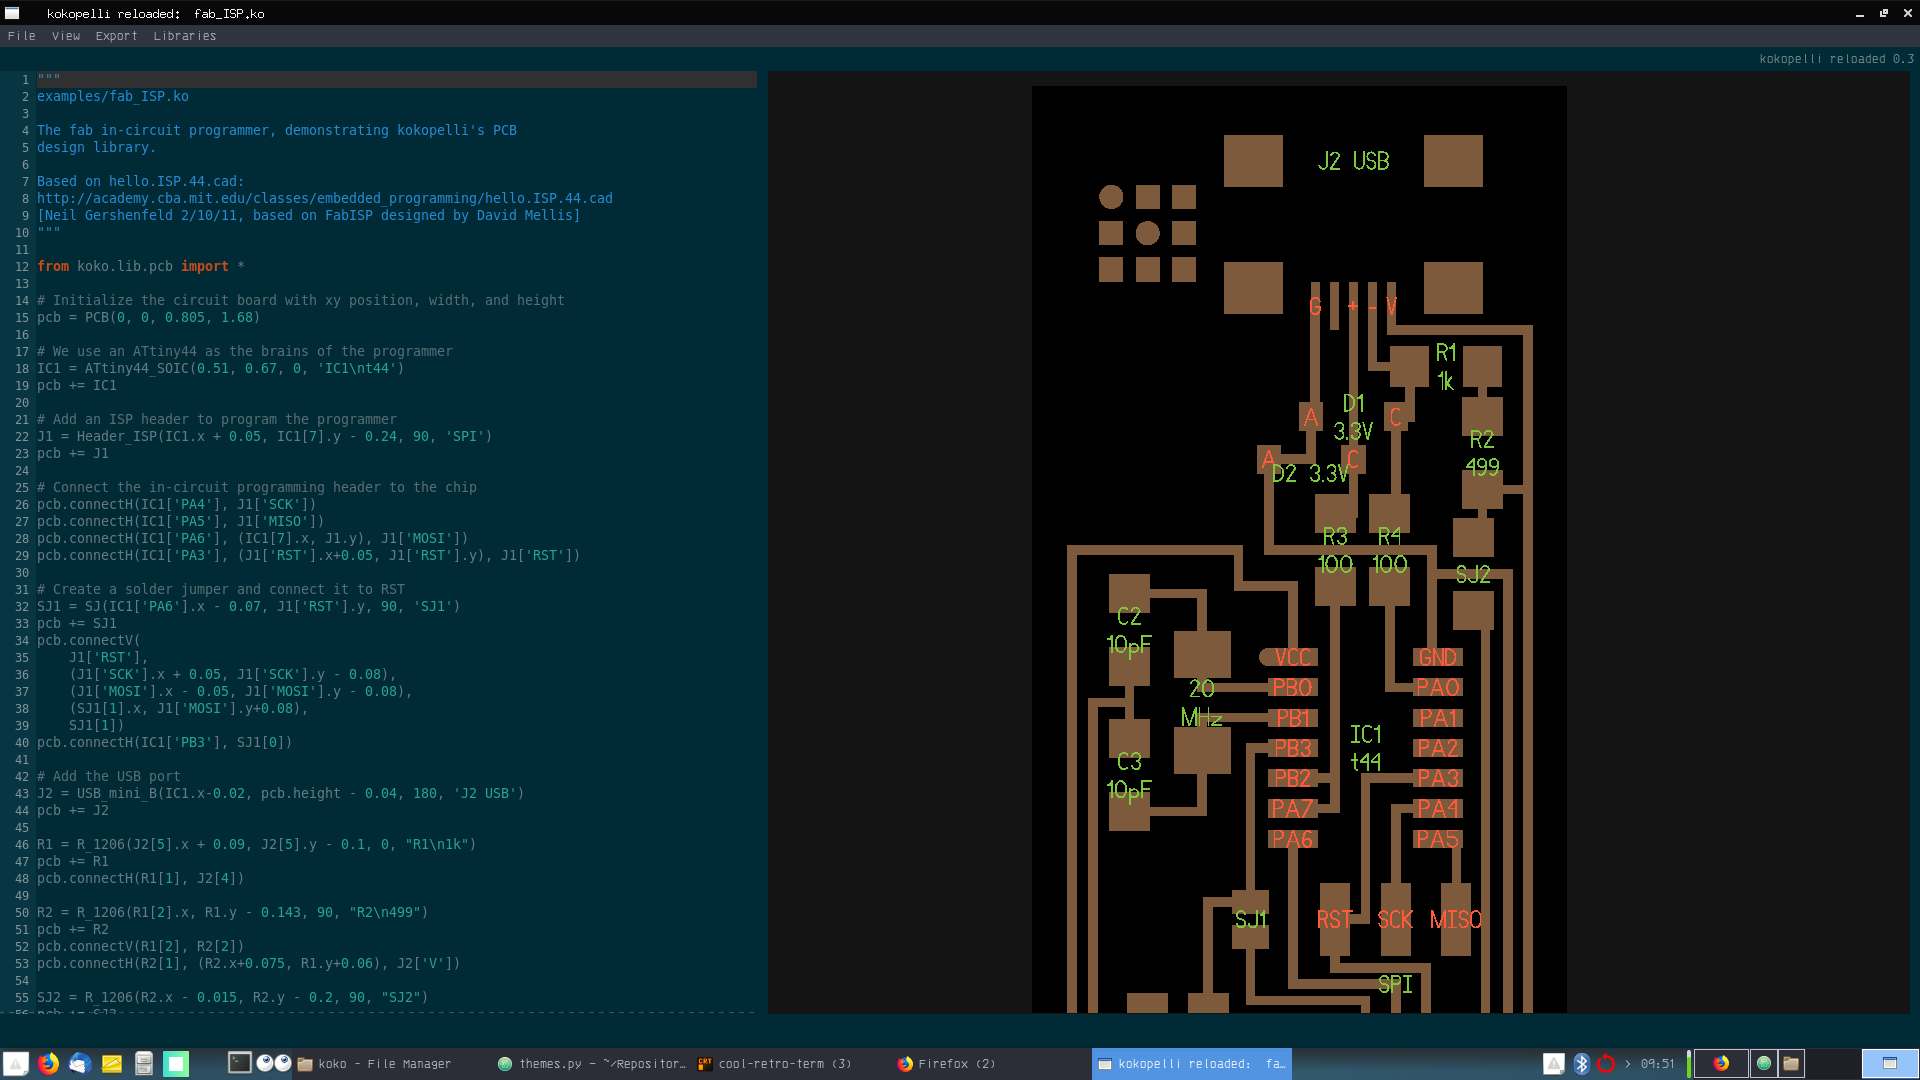 kokopelli reloaded:  fab_ISP.ko
File View Export Libraries
kokopelli reloaded 0.3
1 """
2 examples/fab_ISP.ko
3
4 The fab in-circuit programmer, demonstrating kokopelli's PCB
5 design library.
6
7 Based on hello.ISP.44.cad:
8 http://academy.cba.mit.edu/classes/embedded_programming/hello.ISP.44.cad
9 [Neil Gershenfeld 2/10/11, based on FabISP designed by David Mellis]
10 """
11
12 from koko.lib.pcb import *
13
14 # Initialize the circuit board with xy position, width, and height
15 pcb = PCB(0, 0, 0.805, 1.68)
16
17 # We use an ATtiny44 as the brains of the programmer
18 IC1 = ATtiny44_SOIC(0.51, 0.67, 0, 'IC1\nt44')
19 pcb += IC1
20
21 # Add an ISP header to program the programmer
22 J1 = Header_ISP(IC1.x + 0.05, IC1[7].y - 0.24, 90, 'SPI')
23 pcb += J1
24
25 # Connect the in-circuit programming header to the chip
26 pcb.connectH(IC1['PA4'], J1['SCK'])
27 pcb.connectH(IC1['PA5'], J1['MISO'])
28 pcb.connectH(IC1['PA6'], (IC1[7].x, J1.y), J1['MOSI'])
29 pcb.connectH(IC1['PA3'], (J1['RST'].x+0.05, J1['RST'].y), J1['RST'])
30
31 # Create a solder jumper and connect it to RST
32 SJ1 = SJ(IC1['PA6'].x - 0.07, J1['RST'].y, 90, 'SJ1')
33 pcb += SJ1
34 pcb.connectV(
35     J1['RST'],
36     (J1['SCK'].x + 0.05, J1['SCK'].y - 0.08),
37     (J1['MOSI'].x - 0.05, J1['MOSI'].y - 0.08),
38     (SJ1[1].x, J1['MOSI'].y+0.08),
39     SJ1[1])
40 pcb.connectH(IC1['PB3'], SJ1[0])
41
42 # Add the USB port
43 J2 = USB_mini_B(IC1.x-0.02, pcb.height - 0.04, 180, 'J2 USB')
44 pcb += J2
45
46 R1 = R_1206(J2[5].x + 0.09, J2[5].y - 0.1, 0, "R1\n1k")
47 pcb += R1
48 pcb.connectH(R1[1], J2[4])
49
50 R2 = R_1206(R1[2].x, R1.y - 0.143, 90, "R2\n499")
51 pcb += R2
52 pcb.connectV(R1[2], R2[2])
53 pcb.connectH(R2[1], (R2.x+0.075, R1.y+0.06), J2['V'])
54
55 SJ2 = R_1206(R2.x - 0.015, R2.y - 0.2, 90, "SJ2")
56 pcb += SJ2
J2 USB
G + - V
R1
1k
D1
3.3V
A C
R2
499
A C
D2 3.3V
R3
100
R4
100
SJ2
C2
10pF
20
MHz
C3
10pF
VCC GND
PB0 PA0
PB1 PA1
PB3 PA2
PB2 PA3
PA7 PA4
PA6 PA5
IC1
t44
SJ1 RST SCK MISO
SPI
koko - File Manager
themes.py - ~/Repositor...
CRT
cool-retro-term (3)
Firefox (2)
kokopelli reloaded:  fa...
09:51